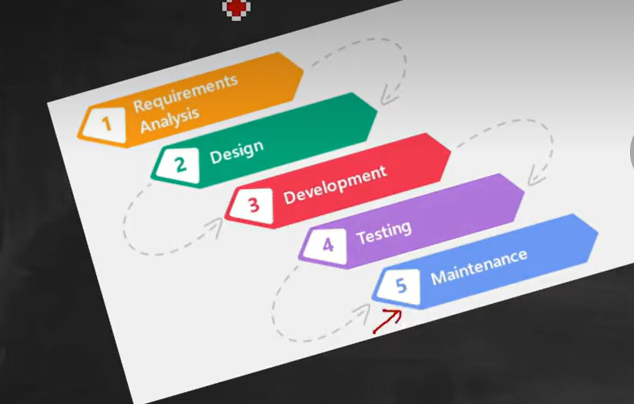 1
Requirements
Analysis
2
Design
3
Development
4
Testing
5
Maintenance